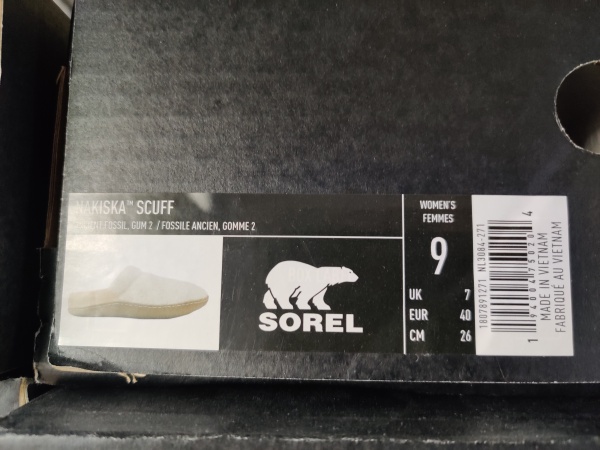 NAKISKA™ SCUFF
FOSSIL, GUM 2 / FOSSILE ANCIEN, GOMME 2
SOREL
WOMEN'S
FEMMES
9
UK 7
EUR 40
CM 26
1807891271 NL3084-271
MADE IN VIETNAM
FABRIQUÉ AU VIETNAM